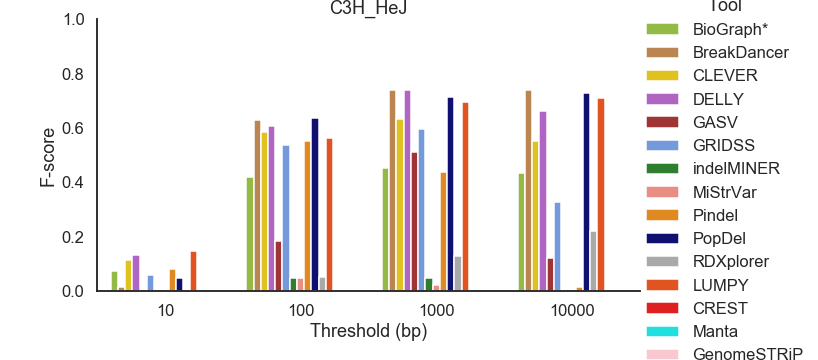 C3H_HeJ
Tool
1.0
0.8
0.6
0.4
0.2
0.0
F-score
10
100
1000
10000
Threshold (bp)
BioGraph*
BreakDancer
CLEVER
DELLY
GASV
GRIDSS
indelMINER
MiStrVar
Pindel
PopDel
RDXplorer
LUMPY
CREST
Manta
GenomeSTRiP